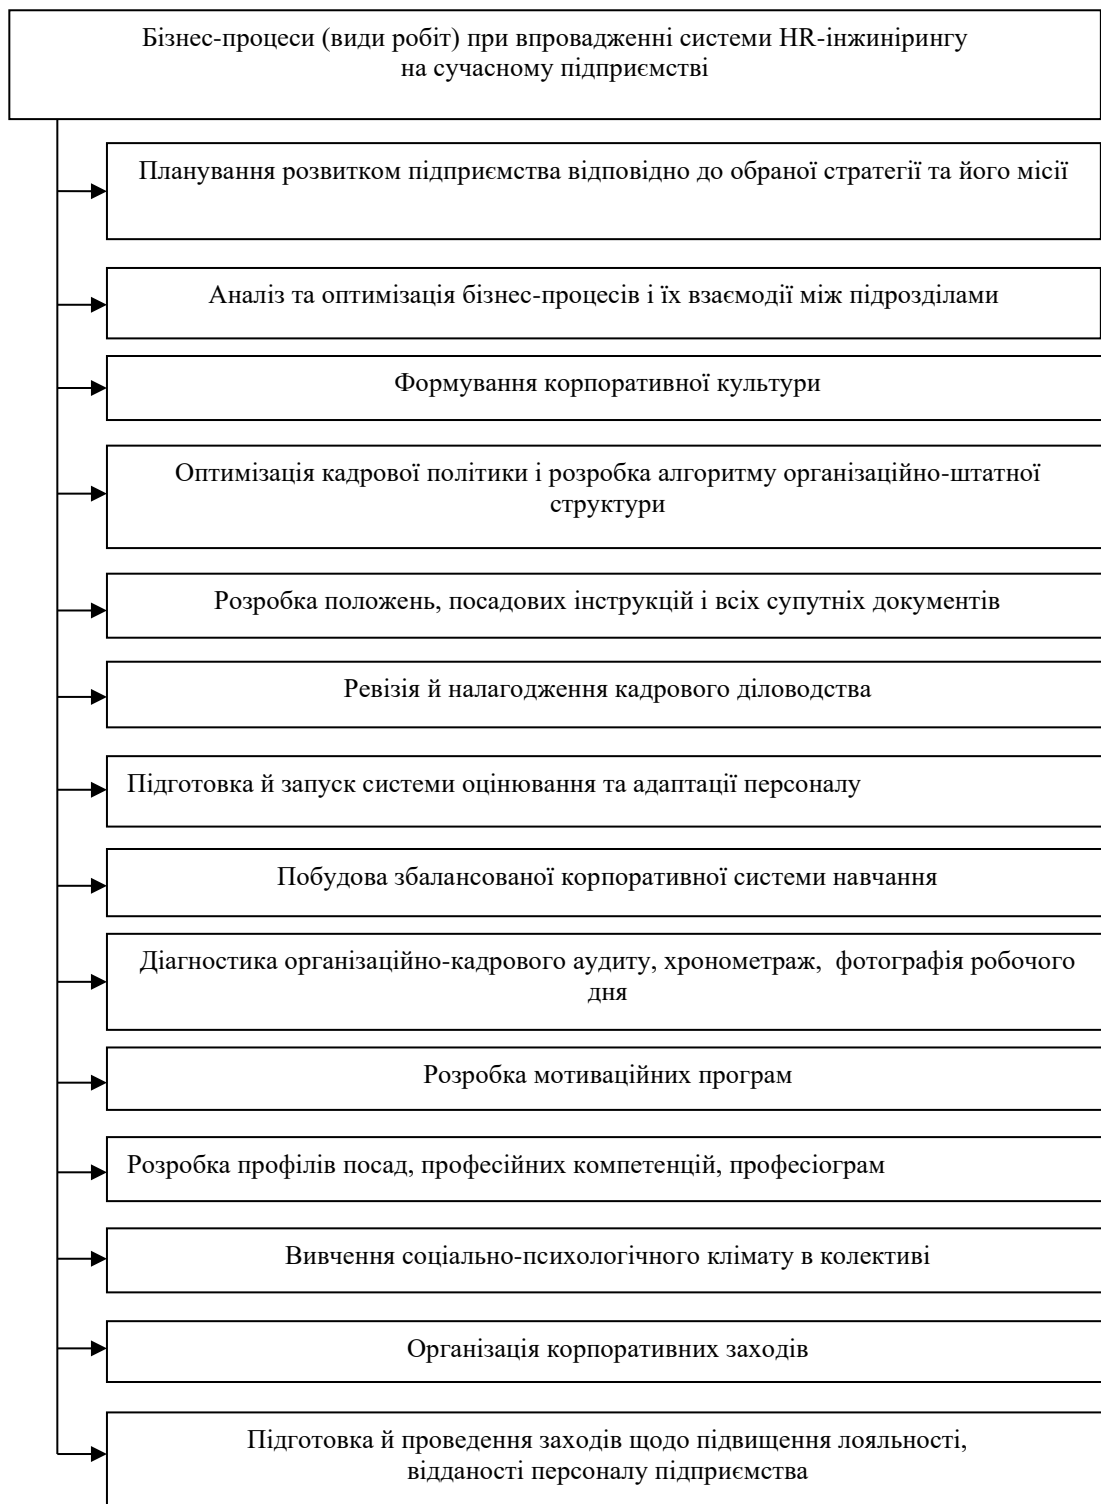 Бізнес-процеси (види робіт) при впровадженні системи HR-інжинірингу
на сучасному підприємстві
Планування розвитком підприємства відповідно до обраної стратегії та його місії
Аналіз та оптимізація бізнес-процесів і їх взаємодії між підрозділами
Формування корпоративної культури
Оптимізація кадрової політики і розробка алгоритму організаційно-штатної
структури
Розробка положень, посадових інструкцій і всіх супутніх документів
Ревізія й налагодження кадрового діловодства
Підготовка й запуск системи оцінювання та адаптації персоналу
Побудова збалансованої корпоративної системи навчання
Діагностика організаційно-кадрового аудиту, хронометраж, фотографія робочого
дня
Розробка мотиваційних програм
Розробка профілів посад, професійних компетенцій, професіограм
Вивчення соціально-психологічного клімату в колективі
Організація корпоративних заходів
Підготовка й проведення заходів щодо підвищення лояльності,
відданості персоналу підприємства